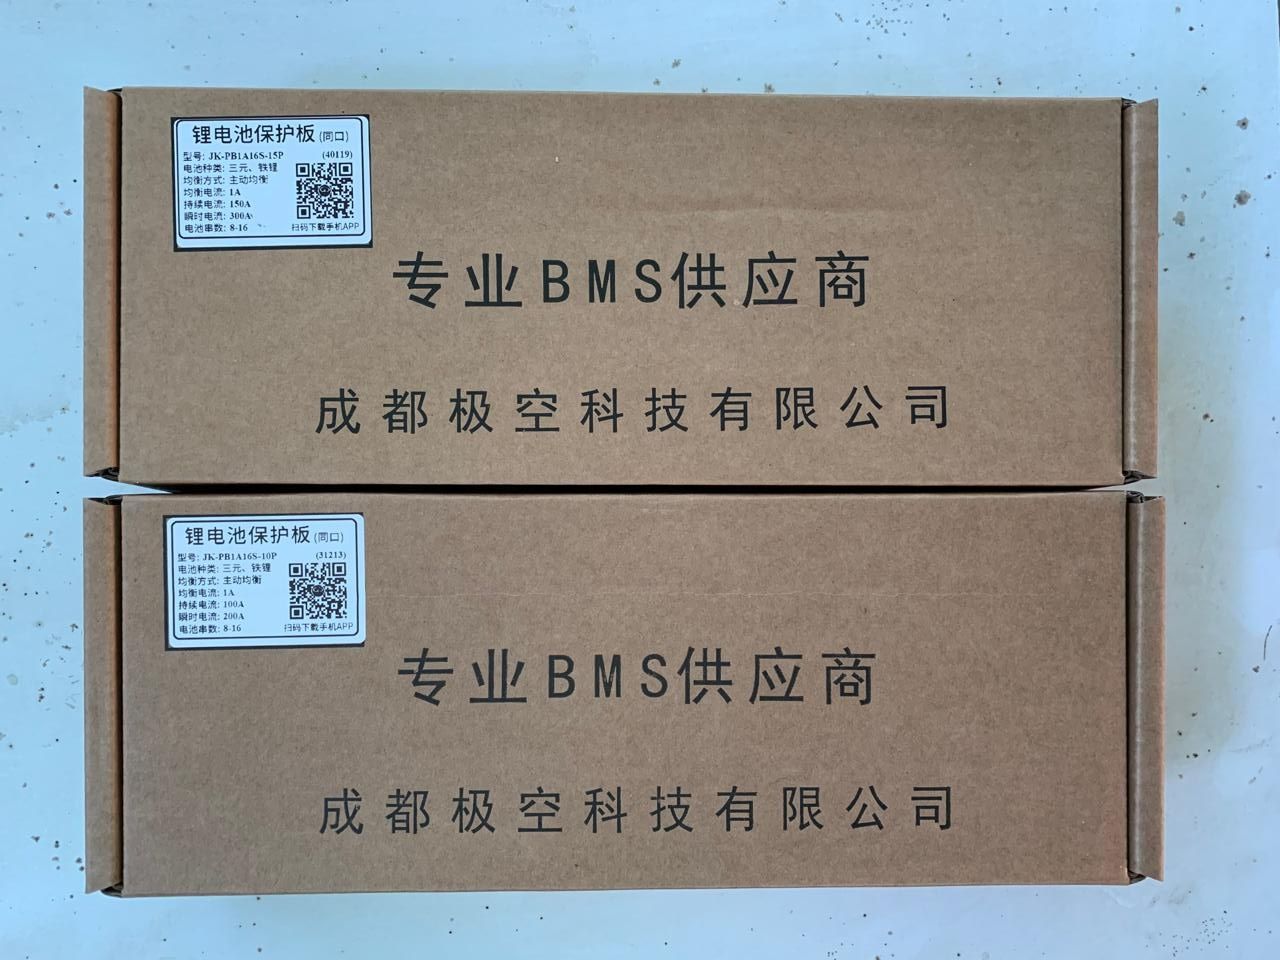 锂电池保护板 (同口)
型号: JK-PB1A16S-15P (40119)
电池种类: 三元、铁锂
均衡方式: 主动均衡
均衡电流: 1A
持续电流: 150A
瞬时电流: 300A
电池串数: 8-16
扫码下载手机APP
专业BMS供应商
成都极空科技有限公司
锂电池保护板 (同口)
型号: JK-PB1A16S-10P (31213)
电池种类: 三元、铁锂
均衡方式: 主动均衡
均衡电流: 1A
持续电流: 100A
瞬时电流: 200A
电池串数: 8-16
扫码下载手机APP
专业BMS供应商
成都极空科技有限公司